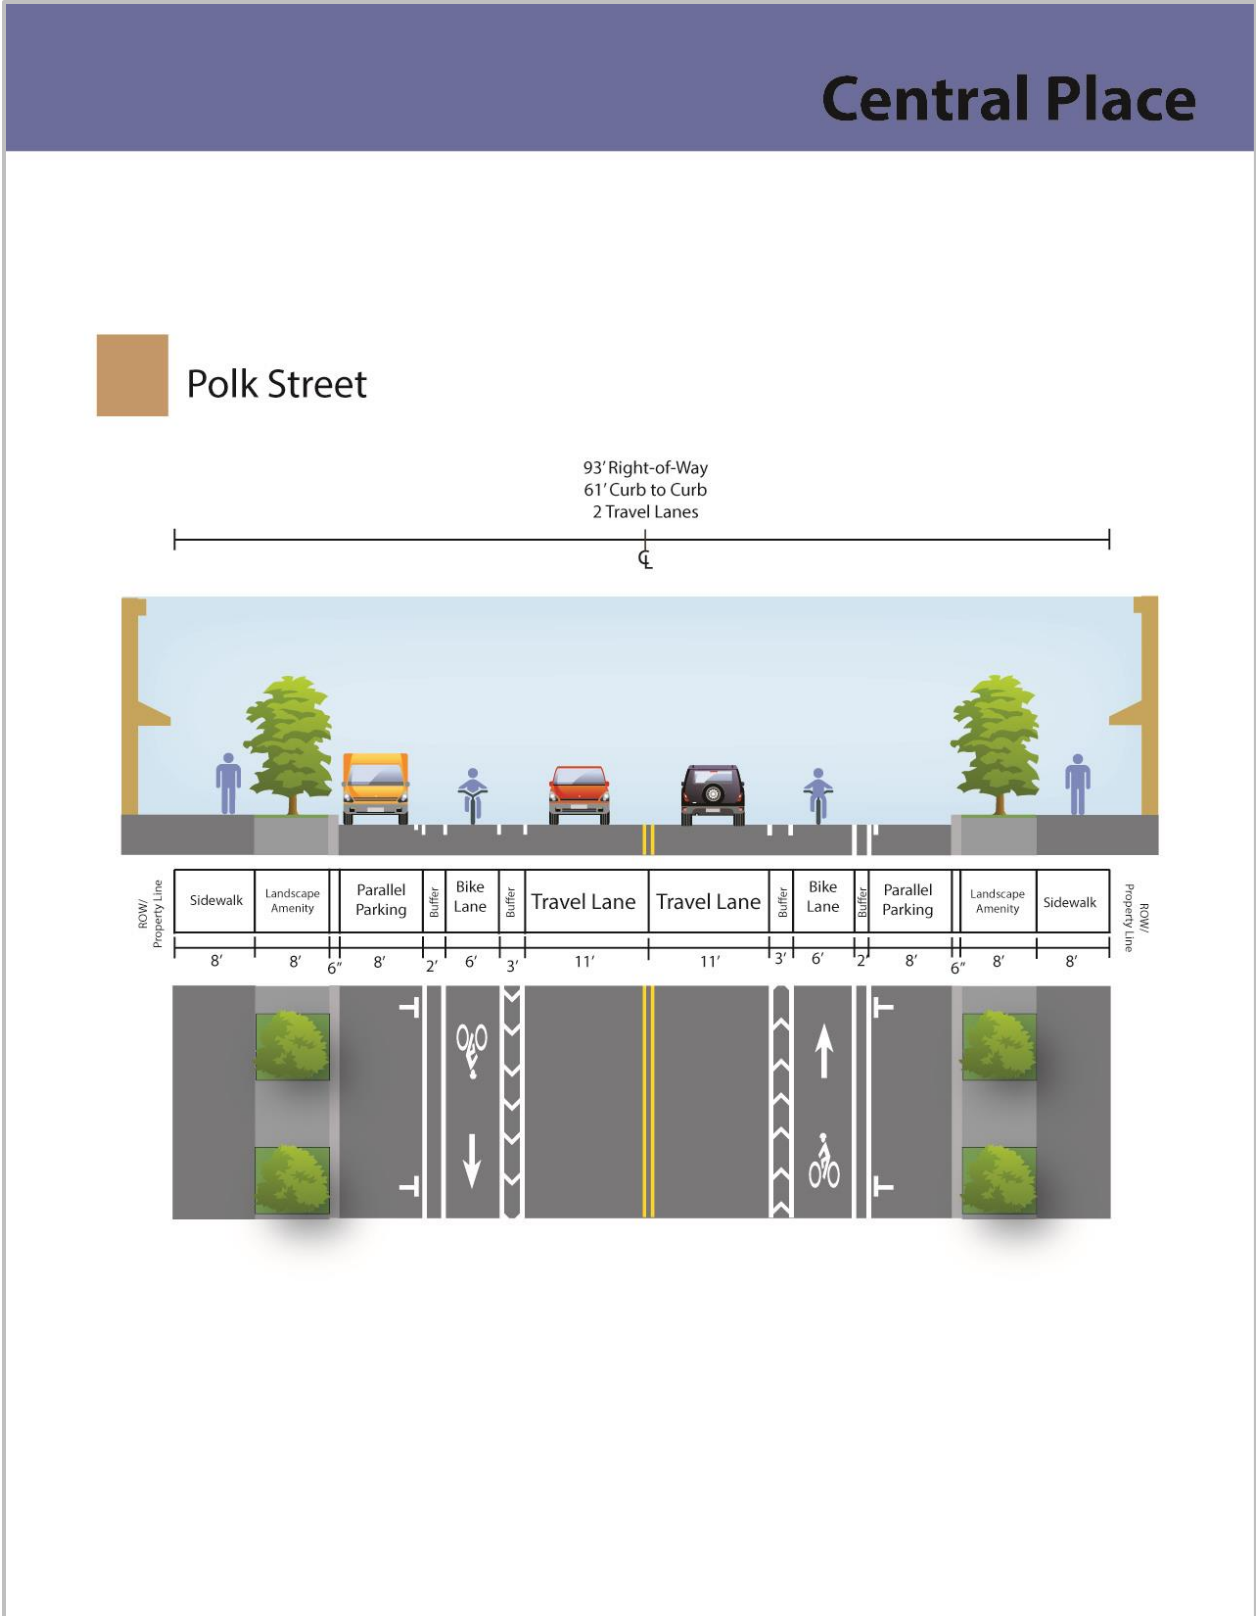 Central Place
Polk Street
93' Right-of-Way
61' Curb to Curb
2 Travel Lanes
℄
ROW/
Property Line
Sidewalk
Landscape
Amenity
Parallel
Parking
Buffer
Bike
Lane
Buffer
Travel Lane
Travel Lane
Buffer
Bike
Lane
Buffer
Parallel
Parking
Landscape
Amenity
Sidewalk
ROW/
Property Line
8' 8' 6" 8' 2' 6' 3' 11' 11' 3' 6' 2' 8' 6" 8' 8'